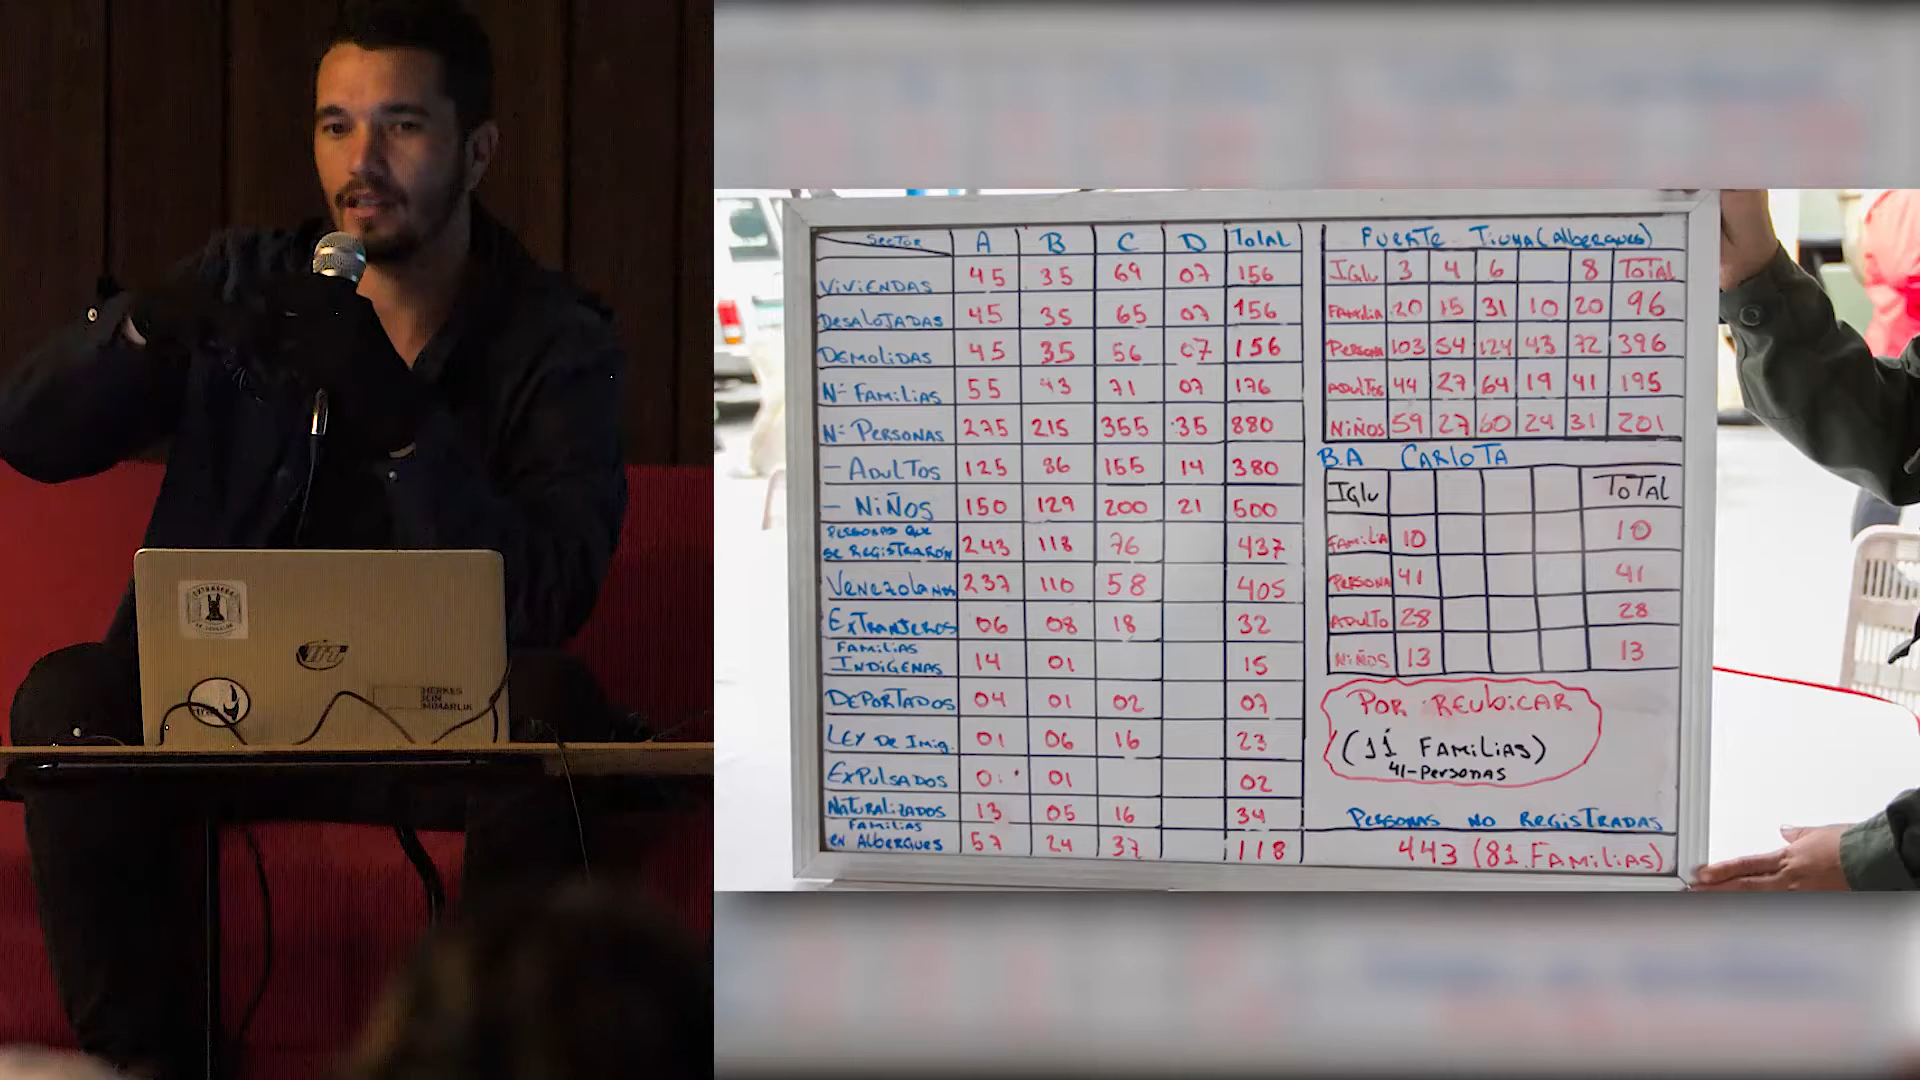 SECTOR A B C D TOTAL
VIVIENDAS 45 35 69 07 156
DESALOJADAS 45 35 65 07 156
DEMOLIDAS 45 35 56 07 156
Nº FAMILIAS 55 43 71 07 176
Nº PERSONAS 275 215 355 35 880
- ADULTOS 125 86 155 14 380
- NIÑOS 150 129 200 21 500
PERSONAS QUE
SE REGISTRARÓN 243 118 76 437
VENEZOLANOS 237 110 58 405
EXTRANJEROS 06 08 18 32
FAMILIAS
INDIGENAS 14 01 15
DEPORTADOS 04 01 02 07
LEY DE IMIG. 01 06 16 23
EXPULSADOS 01 01 02
NATURALIZADOS 13 05 16 34
FAMILIAS
EN ALBERGUES 57 24 37 118
FUERTE TIUNA (ALBERGUES)
IGLU 3 4 6 8 TOTAL
FAMILIA 20 15 31 10 20 96
PERSONA 103 54 124 43 72 396
ADULTOS 44 27 64 19 41 195
NIÑOS 59 27 60 24 31 201
B.A CARLOTA
IGLU TOTAL
FAMILIA 10 10
PERSONA 41 41
ADULTO 28 28
NIÑOS 13 13
POR REUBICAR
(11 FAMILIAS)
41-PERSONAS
PERSONAS NO REGISTRADAS
443 (81 FAMILIAS)
HERKES
İÇİN
MİMARLIK